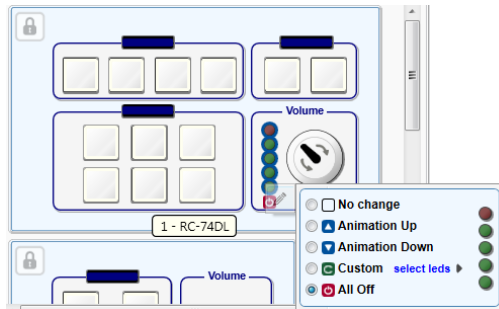 Volume
1 - RC-74DL
No change
Animation Up
Animation Down
C Custom select leds
All Off
Volume